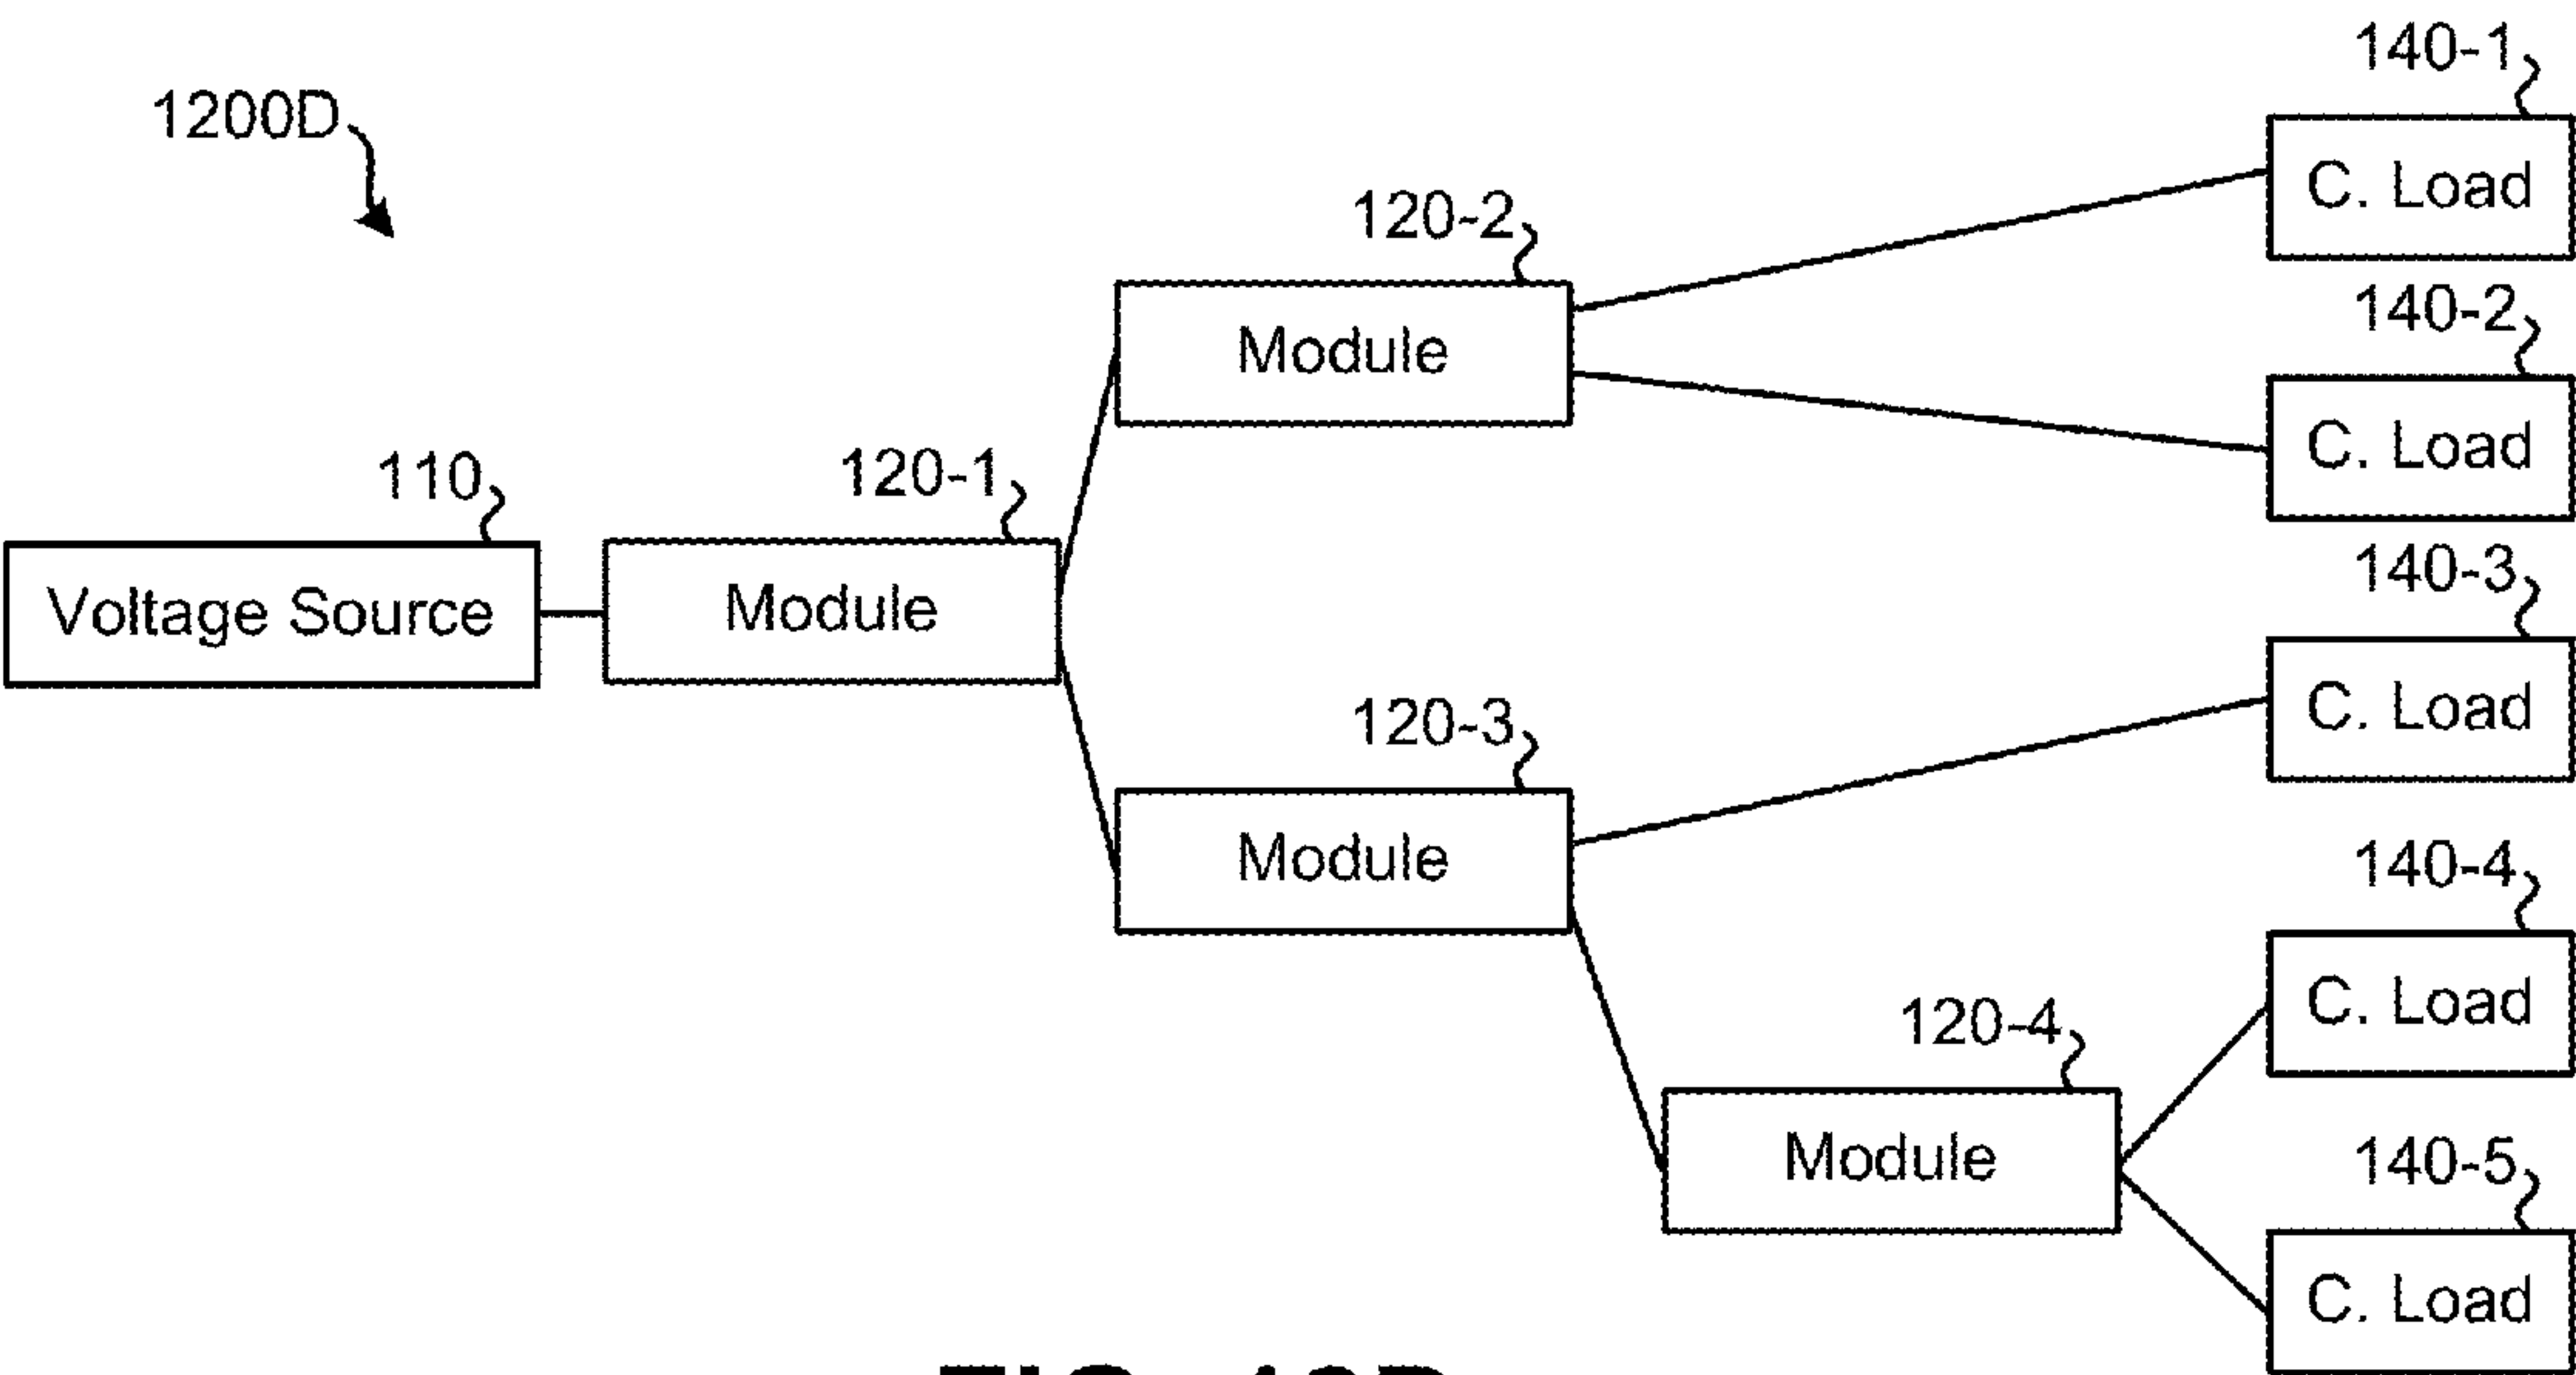 1200D
110
Voltage Source
120-1
Module
120-2
Module
120-3
Module
120-4
Module
140-1
C. Load
140-2
C. Load
140-3
C. Load
140-4
C. Load
140-5
C. Load